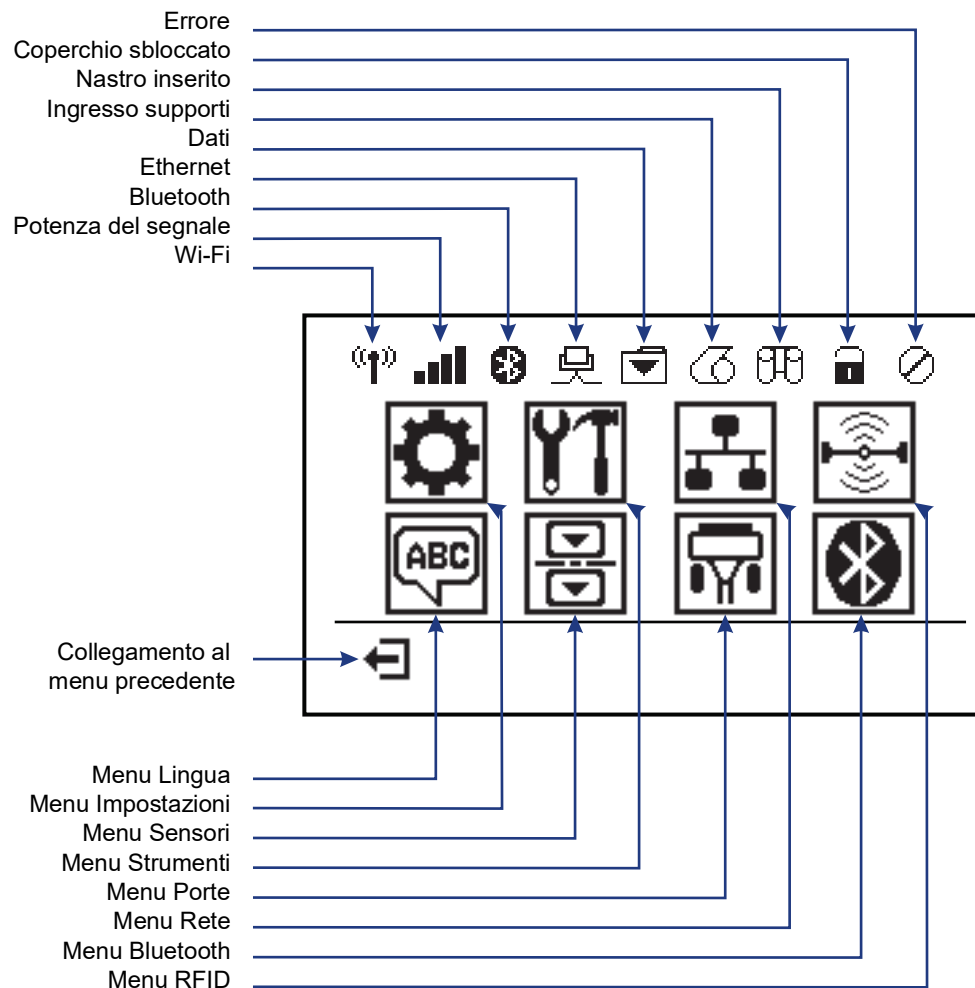 Errore
Coperchio sbloccato
Nastro inserito
Ingresso supporti
Dati
Ethernet
Bluetooth
Potenza del segnale
Wi-Fi
ABC
Collegamento al
menu precedente
Menu Lingua
Menu Impostazioni
Menu Sensori
Menu Strumenti
Menu Porte
Menu Rete
Menu Bluetooth
Menu RFID